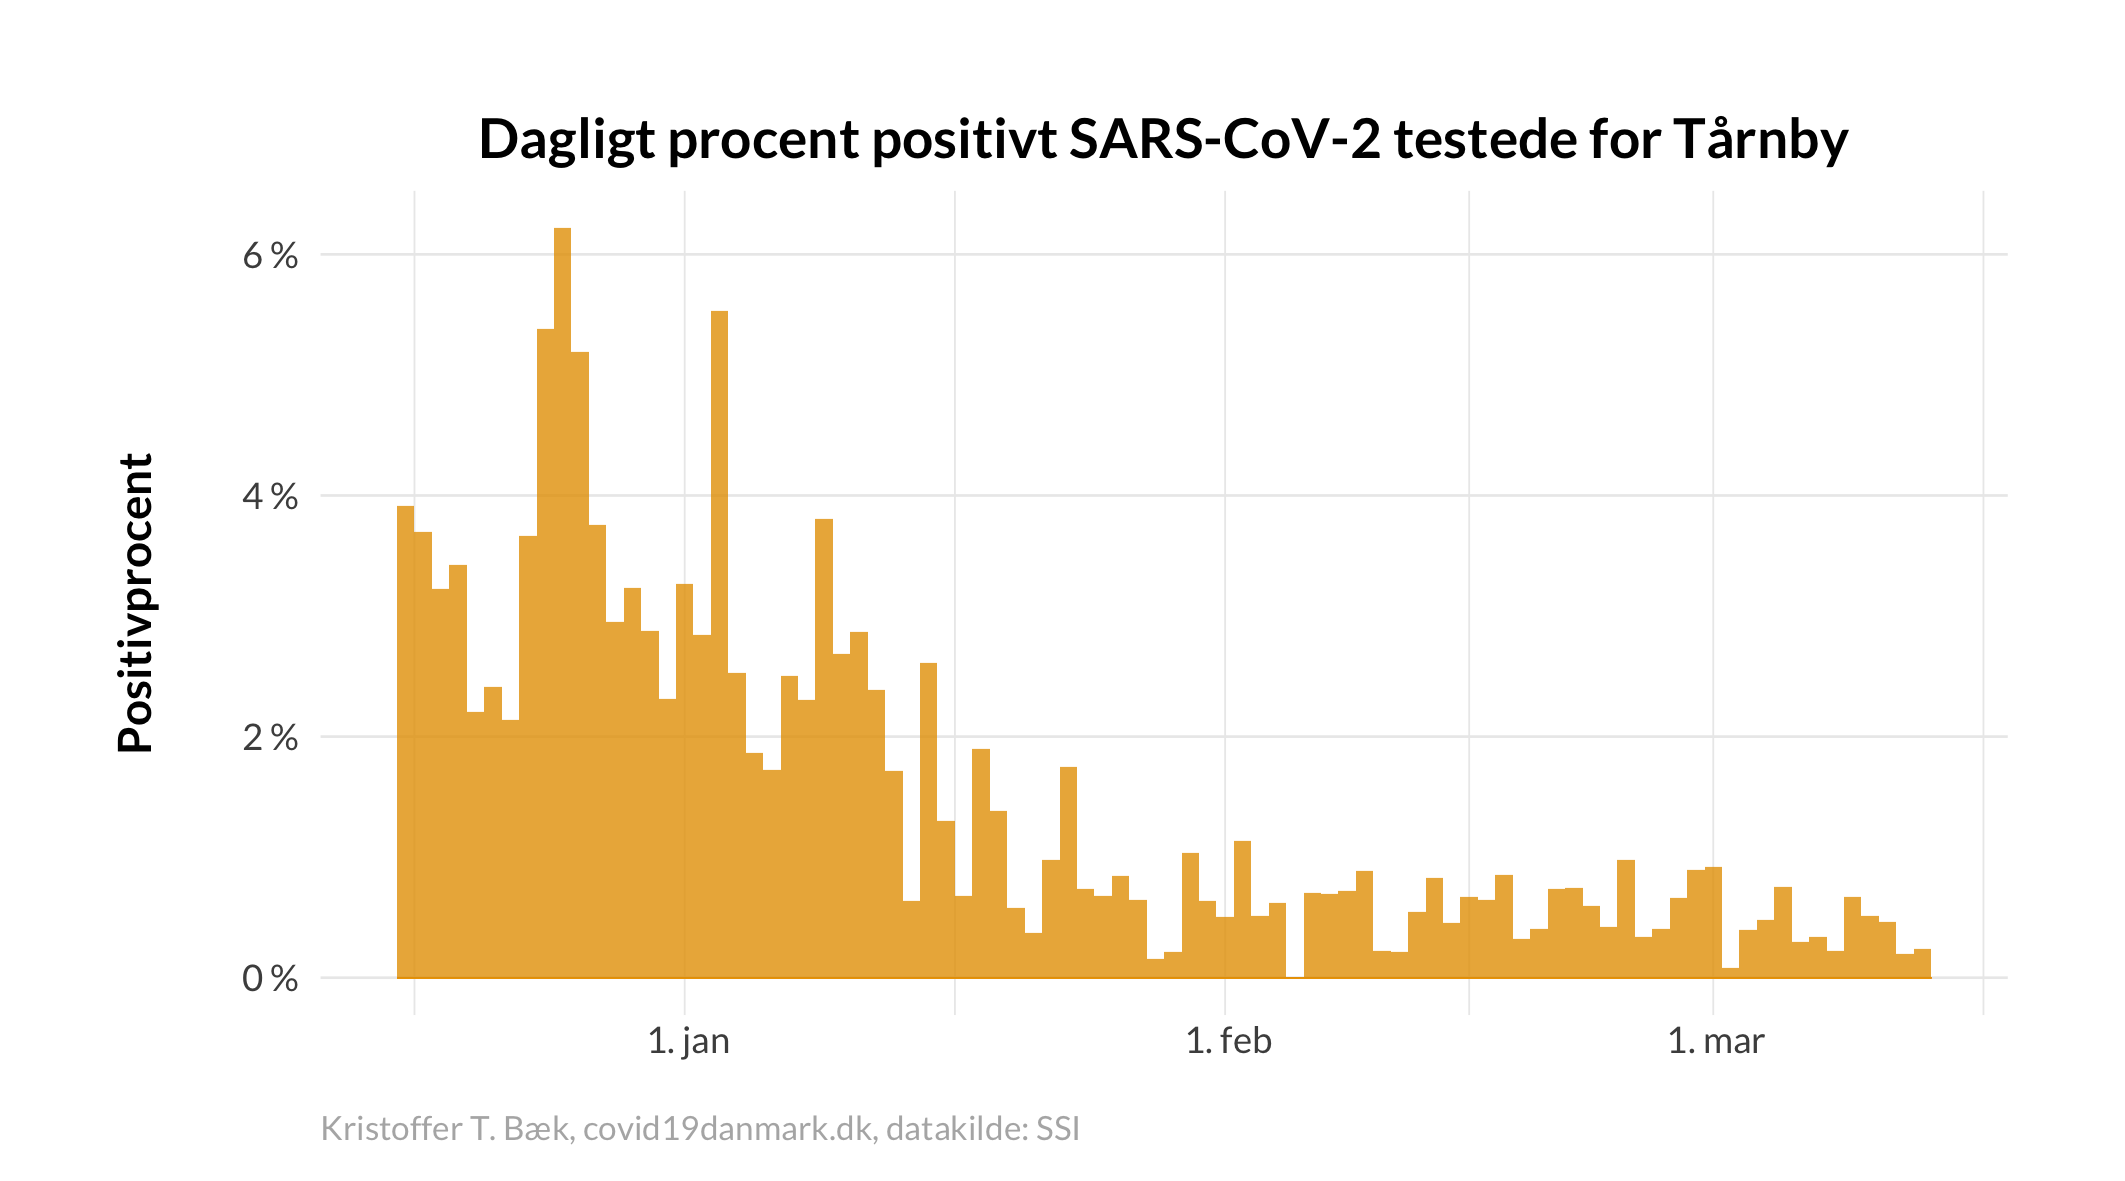 Dagligt procent positivt SARS-CoV-2 testede for Tårnby
Positivprocent
6 %
4 %
2 %
0 %
1. jan
1. feb
1. mar
Kristoffer T. Bæk, covid19danmark.dk, datakilde: SSI